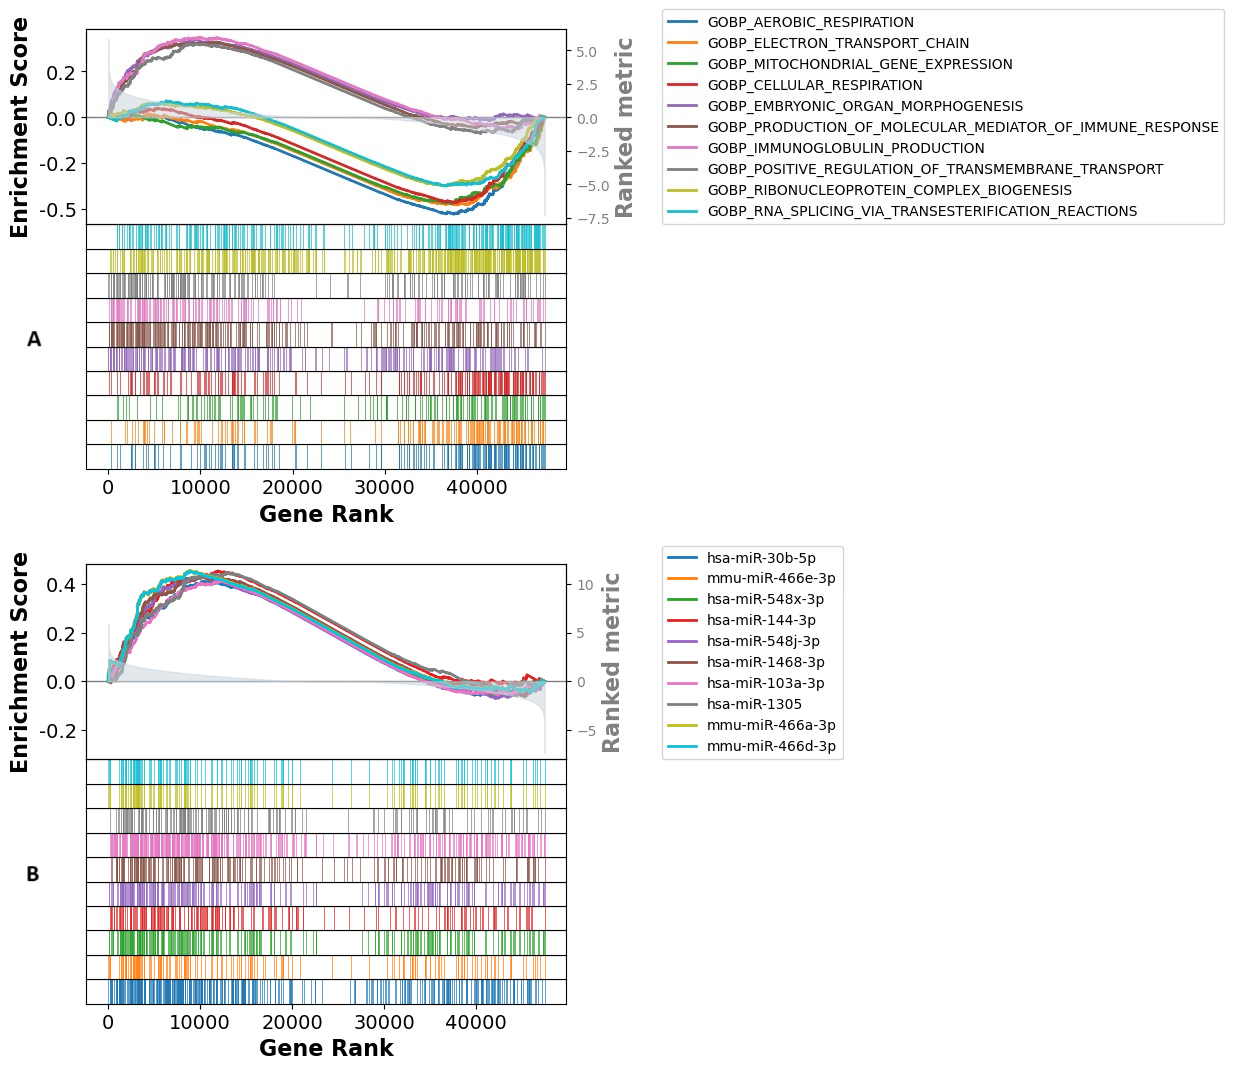 Enrichment Score
0.2
0.0
-0.2
-0.5
5.0
2.5
0.0
−2.5
−5.0
−7.5
Ranked metric
GOBP_AEROBIC_RESPIRATION
GOBP_ELECTRON_TRANSPORT_CHAIN
GOBP_MITOCHONDRIAL_GENE_EXPRESSION
GOBP_CELLULAR_RESPIRATION
GOBP_EMBRYONIC_ORGAN_MORPHOGENESIS
GOBP_PRODUCTION_OF_MOLECULAR_MEDIATOR_OF_IMMUNE_RESPONSE
GOBP_IMMUNOGLOBULIN_PRODUCTION
GOBP_POSITIVE_REGULATION_OF_TRANSMEMBRANE_TRANSPORT
GOBP_RIBONUCLEOPROTEIN_COMPLEX_BIOGENESIS
GOBP_RNA_SPLICING_VIA_TRANSESTERIFICATION_REACTIONS
A
0 10000 20000 30000 40000
Gene Rank
Enrichment Score
0.4
0.2
0.0
-0.2
10
5
0
−5
Ranked metric
hsa-miR-30b-5p
mmu-miR-466e-3p
hsa-miR-548x-3p
hsa-miR-144-3p
hsa-miR-548j-3p
hsa-miR-1468-3p
hsa-miR-103a-3p
hsa-miR-1305
mmu-miR-466a-3p
mmu-miR-466d-3p
B
0 10000 20000 30000 40000
Gene Rank